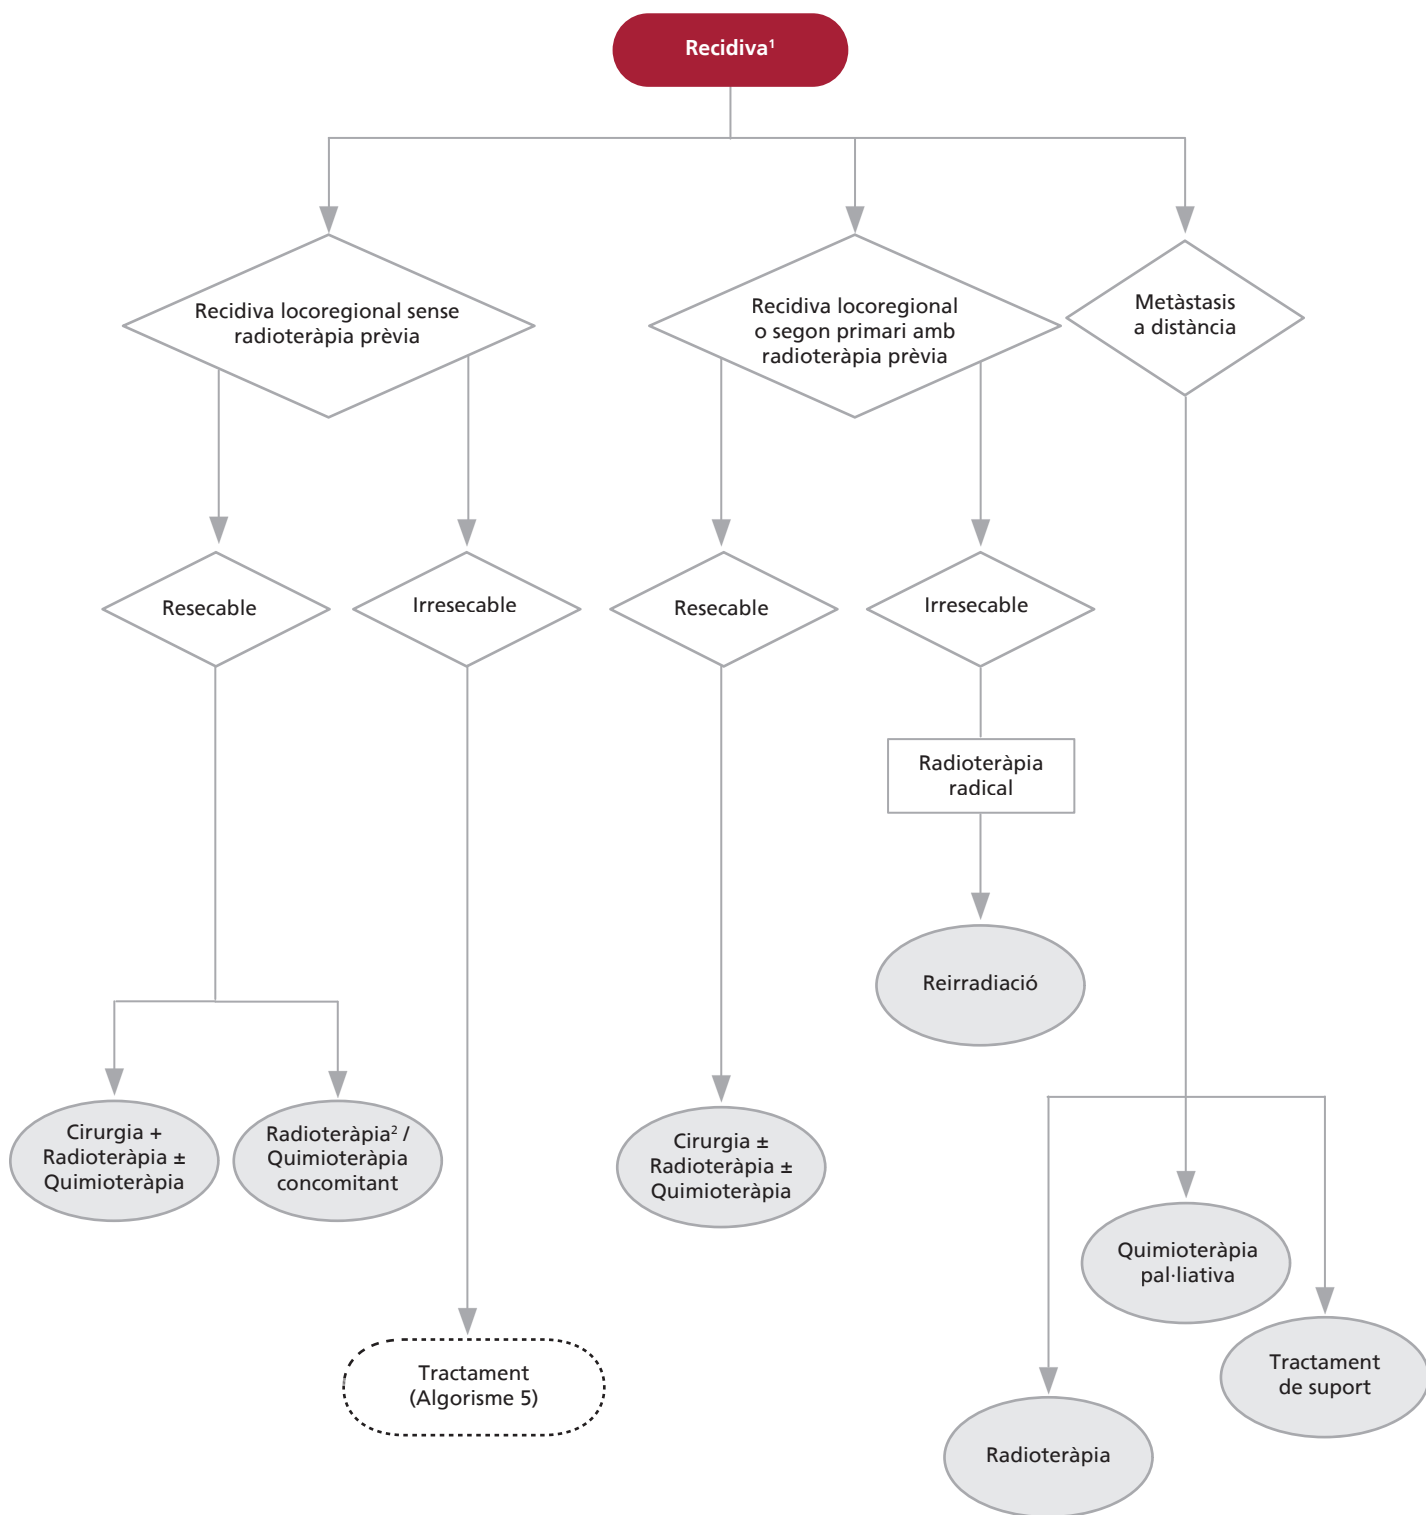 Recidiva¹
Recidiva locoregional sense
radioteràpia prèvia
Recidiva locoregional
o segon primari amb
radioteràpia prèvia
Metàstasis
a distància
Resecable
Irresecable
Resecable
Irresecable
Radioteràpia
radical
Reirradiació
Cirurgia +
Radioteràpia ±
Quimioteràpia
Radioteràpia² /
Quimioteràpia
concomitant
Cirurgia ±
Radioteràpia ±
Quimioteràpia
Quimioteràpia
pal·liativa
Tractament
de suport
Tractament
(Algorisme 5)
Radioteràpia